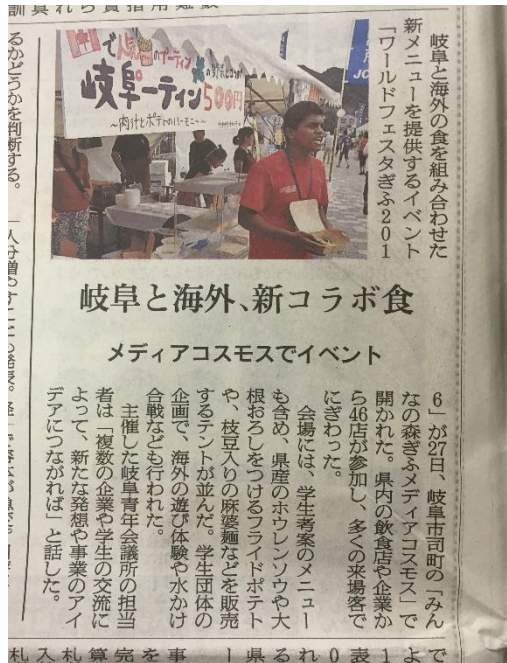 岐阜と海外の食を組み合わせた
新メニューを提供するイベント
「ワールドフェスタぎふ201
6」が27日、岐阜市司町の「みん
なの森ぎふメディアコスモス」で
開かれた。県内の飲食店や企業か
ら46店が参加し、多くの来場客で
にぎわった。
会場には、学生考案のメニュー
も含め、県産のホウレンソウや大
根おろしをつけるフライドポテト
や、枝豆入りの麻婆麺などを販売
するテントが並んだ。学生団体の
企画で、海外の遊び体験や水かけ
合戦なども行われた。
主催した岐阜青年会議所の担当
者は「複数の企業や学生の交流に
よって、新たな発想や事業のアイ
デアにつながれば」と話した。
岐阜と海外、新コラボ食
メディアコスモスでイベント
で人気のプーティン
岐阜ーティン500円
〜肉汁とポテトのハーモニー〜
JC
るかどうかを判断する。